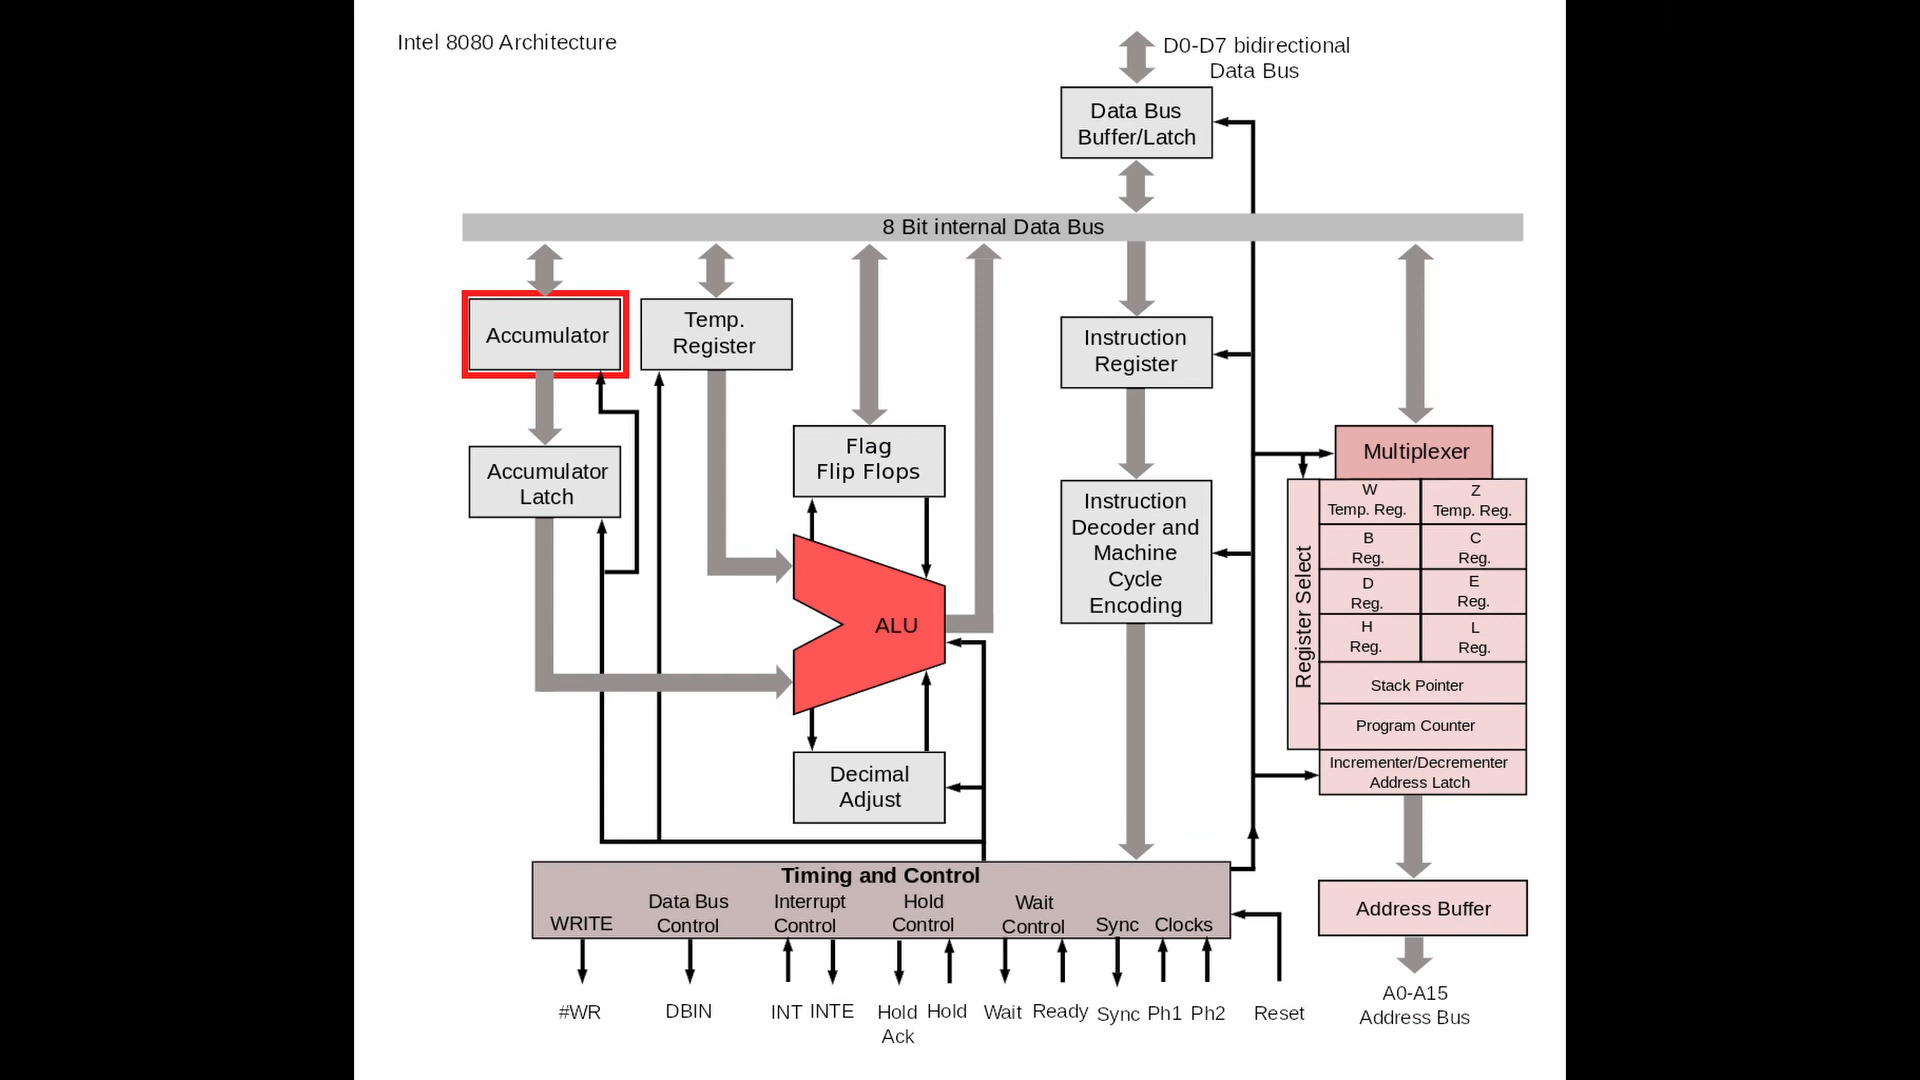 Intel 8080 Architecture
D0-D7 bidirectional
Data Bus
Data Bus
Buffer/Latch
8 Bit internal Data Bus
Accumulator
Temp.
Register
Instruction
Register
Accumulator
Latch
Flag
Flip Flops
Instruction
Decoder and
Machine
Cycle
Encoding
Multiplexer
Register Select
W
Temp. Reg.
Z
Temp. Reg.
B
Reg.
C
Reg.
D
Reg.
E
Reg.
H
Reg.
L
Reg.
Stack Pointer
Program Counter
Incrementer/Decrementer
Address Latch
ALU
Decimal
Adjust
Timing and Control
WRITE
Data Bus
Control
Interrupt
Control
Hold
Control
Wait
Control
Sync
Clocks
Address Buffer
#WR
DBIN
INT
INTE
Hold
Ack
Hold
Wait
Ready
Sync
Ph1
Ph2
Reset
A0-A15
Address Bus